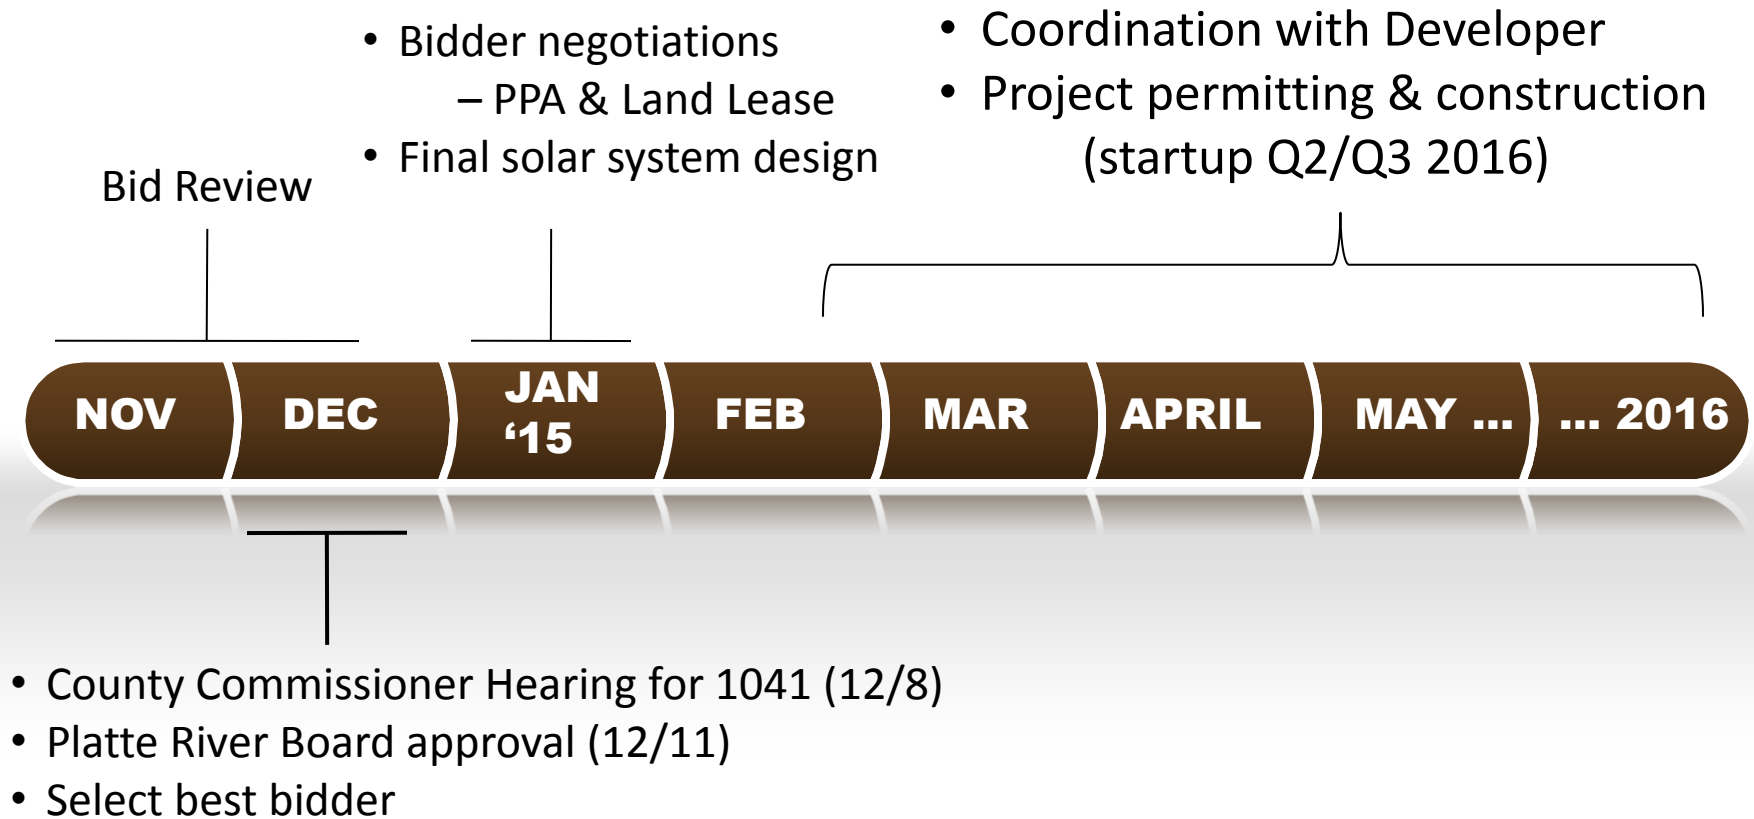 • Bidder negotiations
– PPA & Land Lease
• Final solar system design
• Coordination with Developer
• Project permitting & construction
(startup Q2/Q3 2016)
Bid Review
NOV
DEC
JAN
‘15
FEB
MAR
APRIL
MAY ...
... 2016
• County Commissioner Hearing for 1041 (12/8)
• Platte River Board approval (12/11)
• Select best bidder